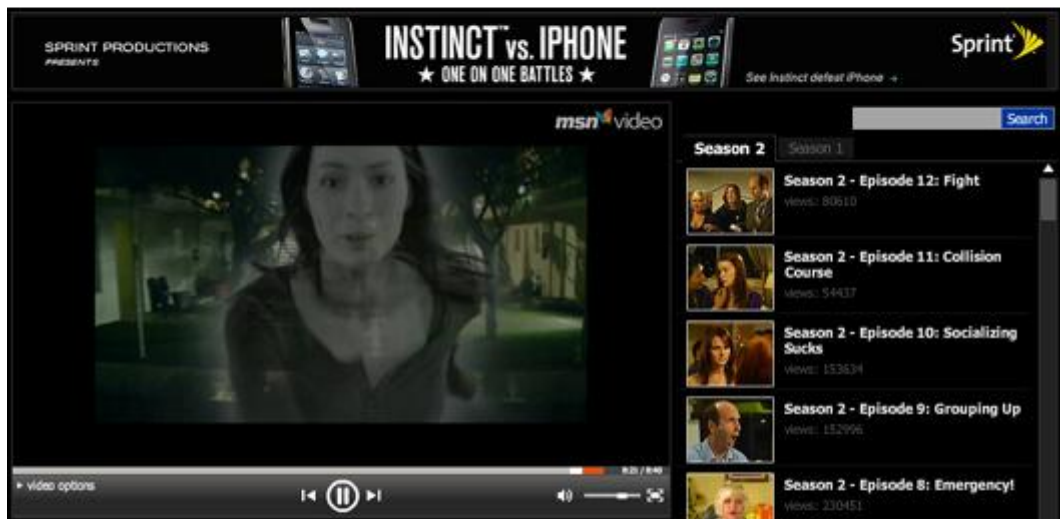 SPRINT PRODUCTIONS
PRESENTS
INSTINCT™ vs. IPHONE
★ ONE ON ONE BATTLES ★
See Instinct defeat iPhone →
Sprint
msn video
Search
Season 2
Season 1
Season 2 - Episode 12: Fight
views: 80610
Season 2 - Episode 11: Collision
Course
views: 54437
Season 2 - Episode 10: Socializing
Sucks
views: 153634
Season 2 - Episode 9: Grouping Up
views: 152996
Season 2 - Episode 8: Emergency!
views: 230451
video options